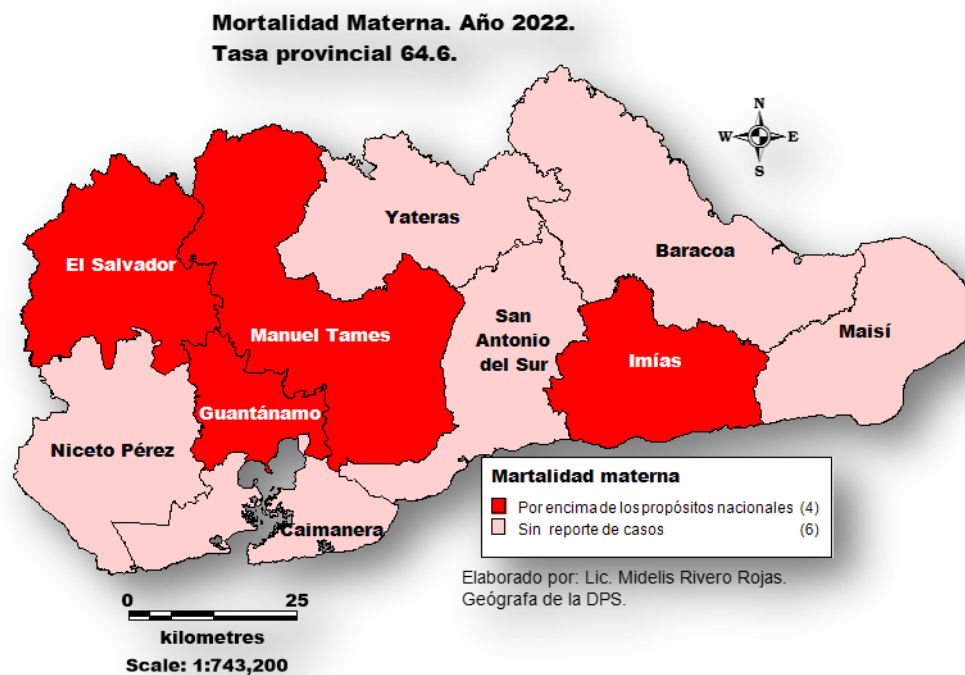 Mortalidad Materna. Año 2022.
Tasa provincial 64.6.
N
W
E
S
Yateras
Baracoa
El Salvador
San
Antonio
del Sur
Maisí
Manuel Tames
Imías
Guantánamo
Niceto Pérez
Caimanera
Martalidad materna
Por encima de los propósitos nacionales (4)
Sin reporte de casos (6)
Elaborado por: Lic. Midelis Rivero Rojas.
Geógrafa de la DPS.
0 25
kilometres
Scale: 1:743,200